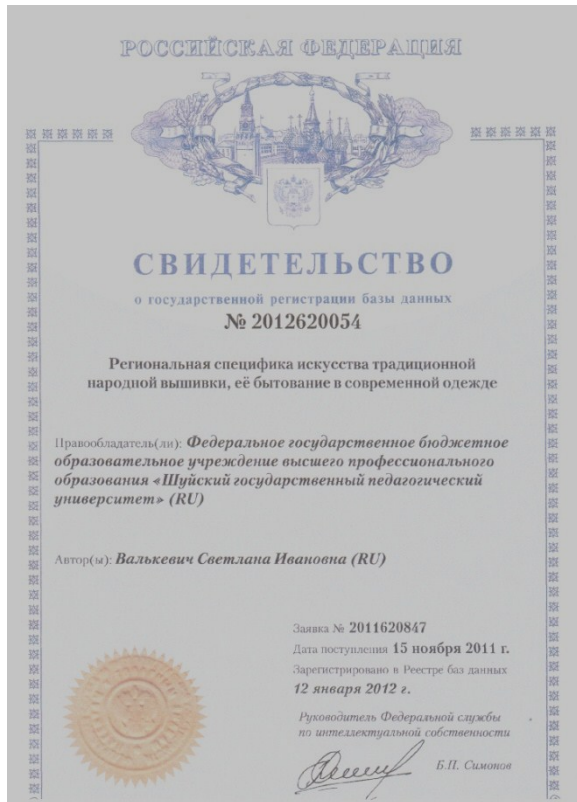 РОССИЙСКАЯ ФЕДЕРАЦИЯ
СВИДЕТЕЛЬСТВО
о государственной регистрации базы данных
№ 2012620054
Региональная специфика искусства традиционной
народной вышивки, её бытование в современной одежде
Правообладатель(ли): Федеральное государственное бюджетное
образовательное учреждение высшего профессионального
образования «Шуйский государственный педагогический
университет» (RU)
Автор(ы): Валькевич Светлана Ивановна (RU)
Заявка № 2011620847
Дата поступления 15 ноября 2011 г.
Зарегистрировано в Реестре баз данных
12 января 2012 г.
Руководитель Федеральной службы
по интеллектуальной собственности
Б.П. Симонов